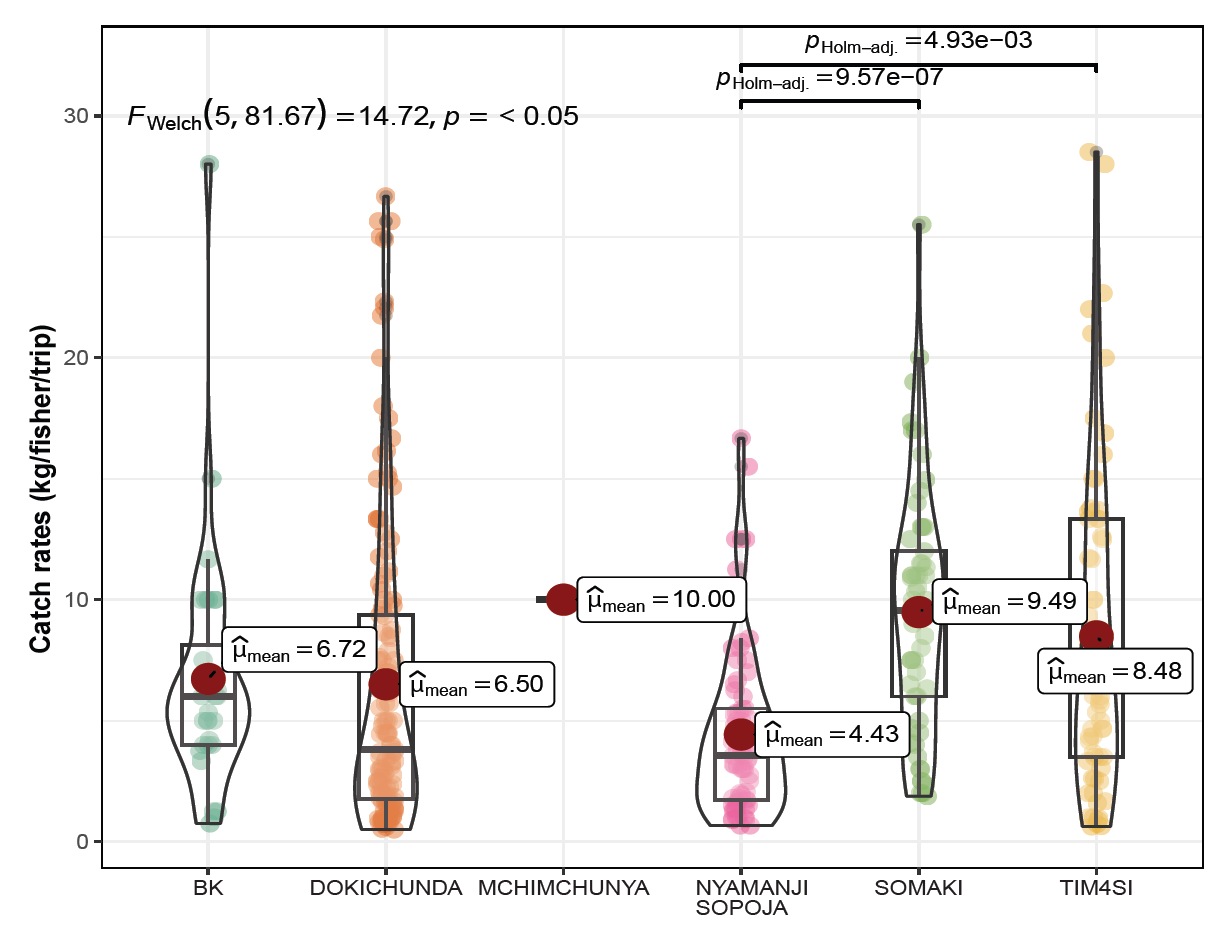 pHolm−adj. =4.93e−03
pHolm−adj. =9.57e−07
FWelch(5, 81.67) =14.72, p = < 0.05
30
20
10
0
Catch rates (kg/fisher/trip)
μ̂mean =10.00
μ̂mean =9.49
μ̂mean =6.72
μ̂mean =8.48
μ̂mean =6.50
μ̂mean =4.43
BK
DOKICHUNDA
MCHIMCHUNYA
NYAMANJI
SOPOJA
SOMAKI
TIM4SI